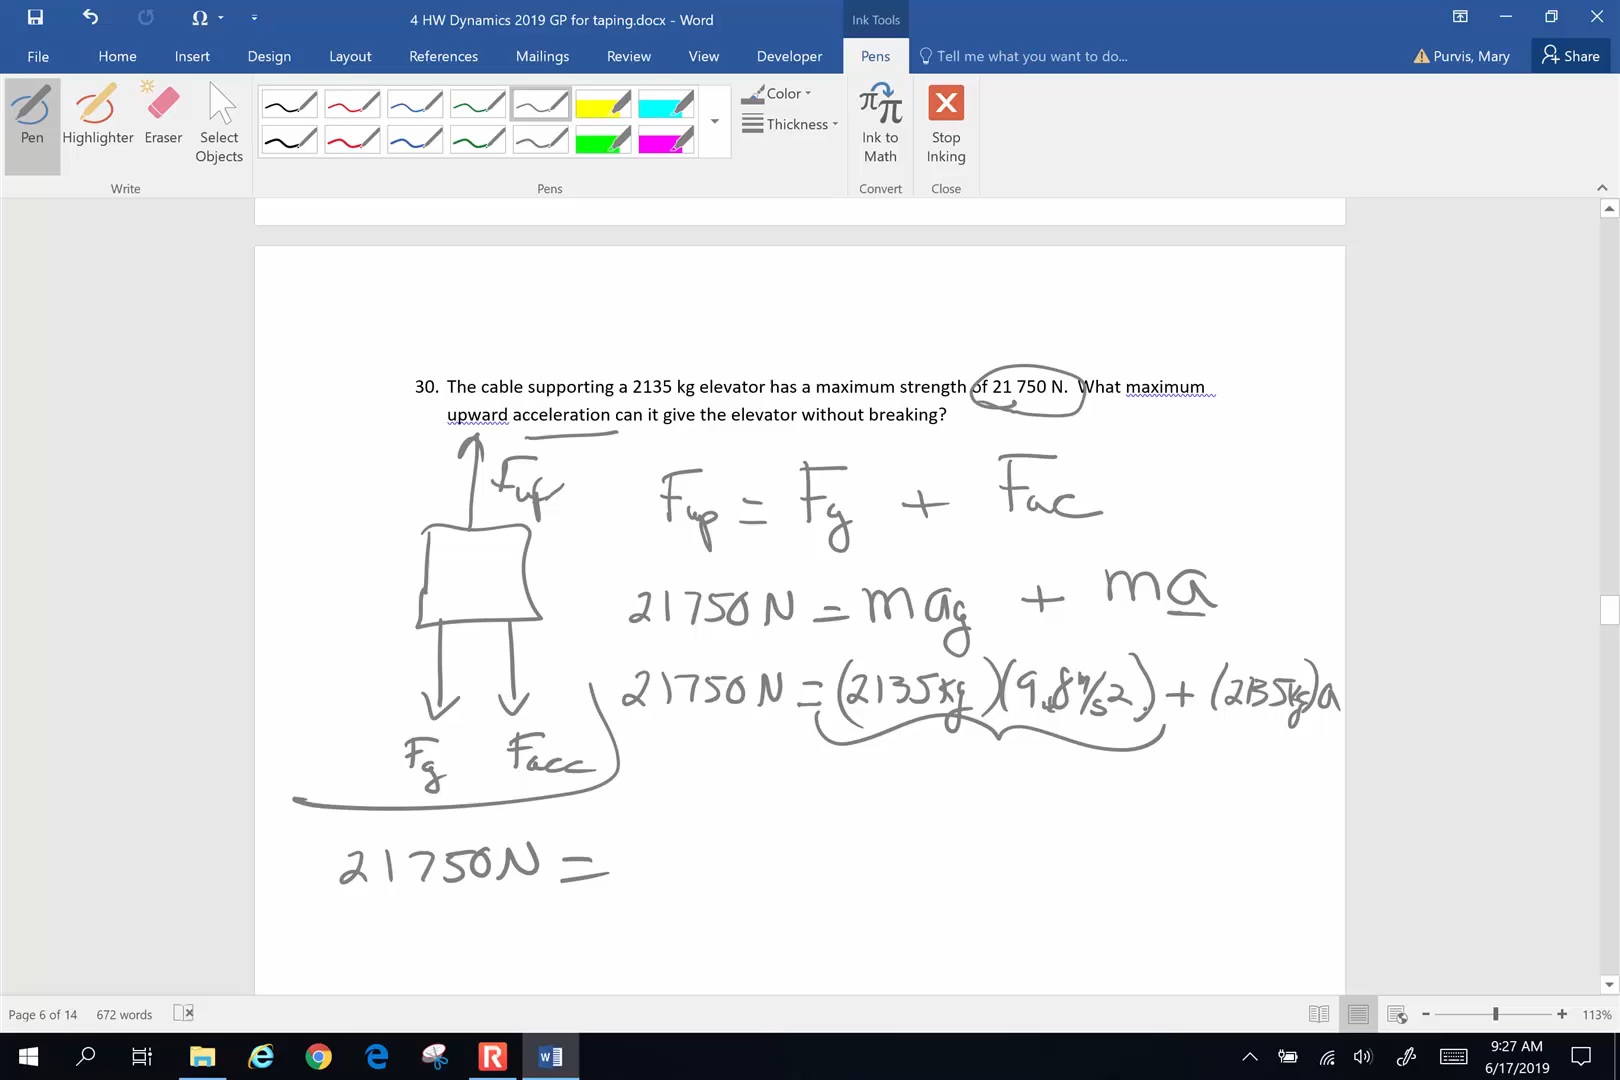 4 HW Dynamics 2019 GP for taping.docx - Word
Ink Tools
File Home Insert Design Layout References Mailings Review View Developer Pens Tell me what you want to do... Purvis, Mary Share
Pen Highlighter Eraser Select Objects
Color
Thickness
Ink to Math
Stop Inking
Write Pens Convert Close
30. The cable supporting a 2135 kg elevator has a maximum strength of 21 750 N. What maximum
upward acceleration can it give the elevator without breaking?
Fup
Fup = Fg + Fac
21750 N = mag + ma
21750 N = (2135kg)(9.8 m/s2) + (2135kg)a
Fg Facc
21750N =
Page 6 of 14 672 words 113%
9:27 AM
6/17/2019